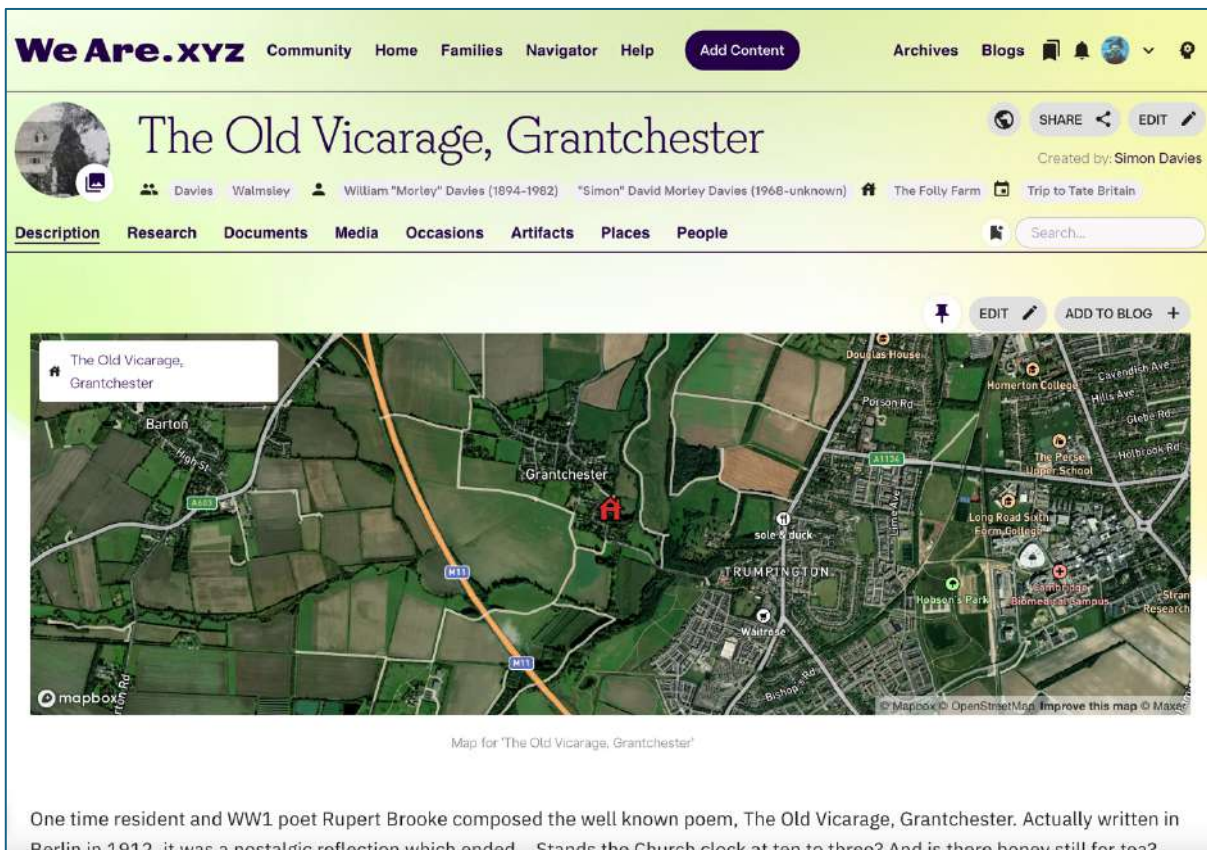 We Are.xyz Community Home Families Navigator Help Add Content Archives Blogs
The Old Vicarage, Grantchester
SHARE EDIT
Created by: Simon Davies
Davies Walmsley William "Morley" Davies (1894-1982) "Simon" David Morley Davies (1968-unknown) The Folly Farm Trip to Tate Britain
Description Research Documents Media Occasions Artifacts Places People Search...
EDIT ADD TO BLOG +
The Old Vicarage,
Grantchester
Douglas House
Homerton College
Cavendish Ave
Hills Ave
Glebe Rd
Porson Rd
Barton
High St
The Perse
Upper School
Holbrook Rd
A1134
Grantchester
A603
Long Road Sixth
Form College
Lime Ave
sole & duck
TRUMPINGTON
M11
Hobson's Park
Cambridge
Biomedical Campus
Research
Waitrose
M11
Bishop's Rd
mapbox
© Mapbox © OpenStreetMap Improve this map © Maxar
Map for 'The Old Vicarage, Grantchester'
One time resident and WW1 poet Rupert Brooke composed the well known poem, The Old Vicarage, Grantchester. Actually written in
Berlin in 1912, it was a nostalgic reflection which ended... Stands the Church clock at ten to three? And is there honey still for tea?